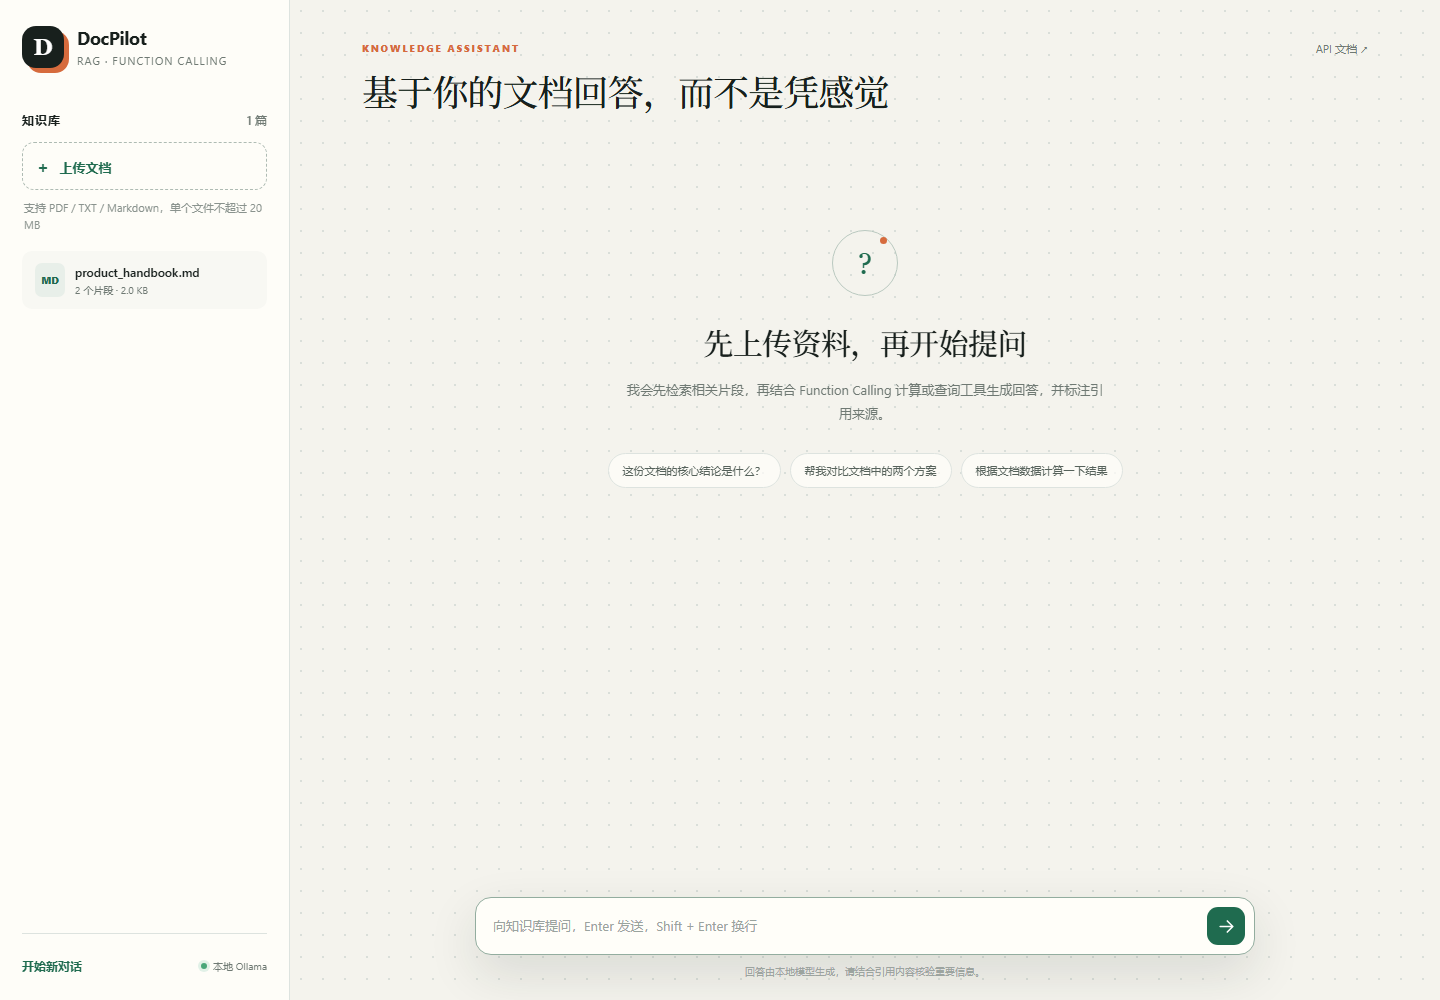 D
DocPilot
RAG · FUNCTION CALLING
知识库
1 篇
+ 上传文档
支持 PDF / TXT / Markdown，单个文件不超过 20
MB
MD
product_handbook.md
2 个片段 · 2.0 KB
开始新对话
本地 Ollama
KNOWLEDGE ASSISTANT
API 文档 ↗
基于你的文档回答，而不是凭感觉
?
先上传资料，再开始提问
我会先检索相关片段，再结合 Function Calling 计算或查询工具生成回答，并标注引
用来源。
这份文档的核心结论是什么？
帮我对比文档中的两个方案
根据文档数据计算一下结果
向知识库提问，Enter 发送，Shift + Enter 换行
回答由本地模型生成，请结合引用内容核验重要信息。